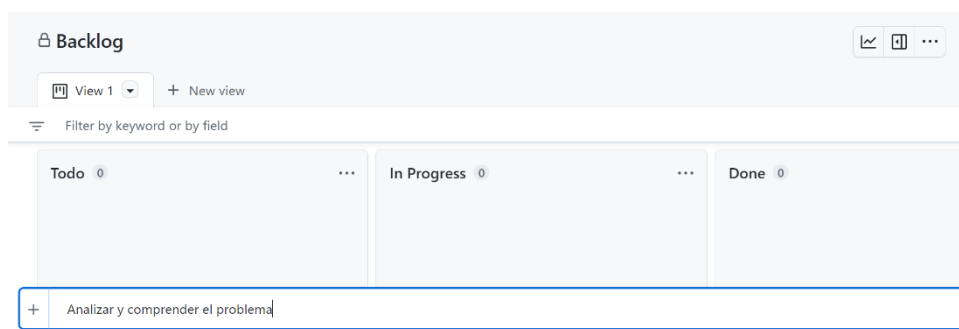 Backlog
View 1
New view
Filter by keyword or by field
Todo 0
In Progress 0
Done 0
+ Analizar y comprender el problema